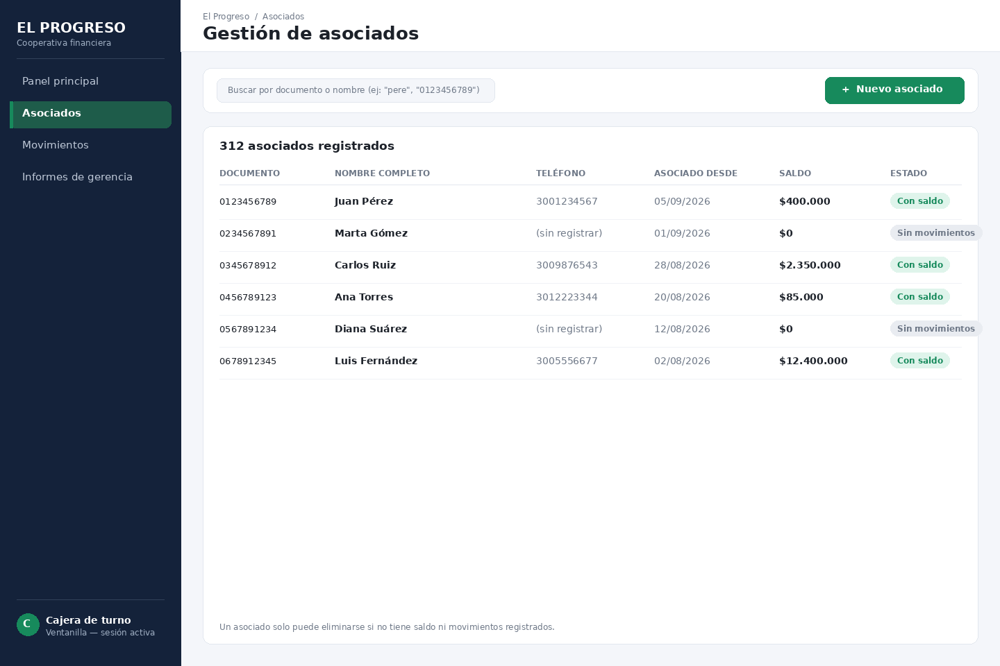 EL PROGRESO
Cooperativa financiera
Panel principal
Asociados
Movimientos
Informes de gerencia
C
Cajera de turno
Ventanilla — sesión activa
El Progreso / Asociados
Gestión de asociados
Buscar por documento o nombre (ej: "pere", "0123456789")
+ Nuevo asociado
312 asociados registrados
DOCUMENTO NOMBRE COMPLETO TELÉFONO ASOCIADO DESDE SALDO ESTADO
0123456789 Juan Pérez 3001234567 05/09/2026 $400.000 Con saldo
0234567891 Marta Gómez (sin registrar) 01/09/2026 $0 Sin movimientos
0345678912 Carlos Ruiz 3009876543 28/08/2026 $2.350.000 Con saldo
0456789123 Ana Torres 3012223344 20/08/2026 $85.000 Con saldo
0567891234 Diana Suárez (sin registrar) 12/08/2026 $0 Sin movimientos
0678912345 Luis Fernández 3005556677 02/08/2026 $12.400.000 Con saldo
Un asociado solo puede eliminarse si no tiene saldo ni movimientos registrados.